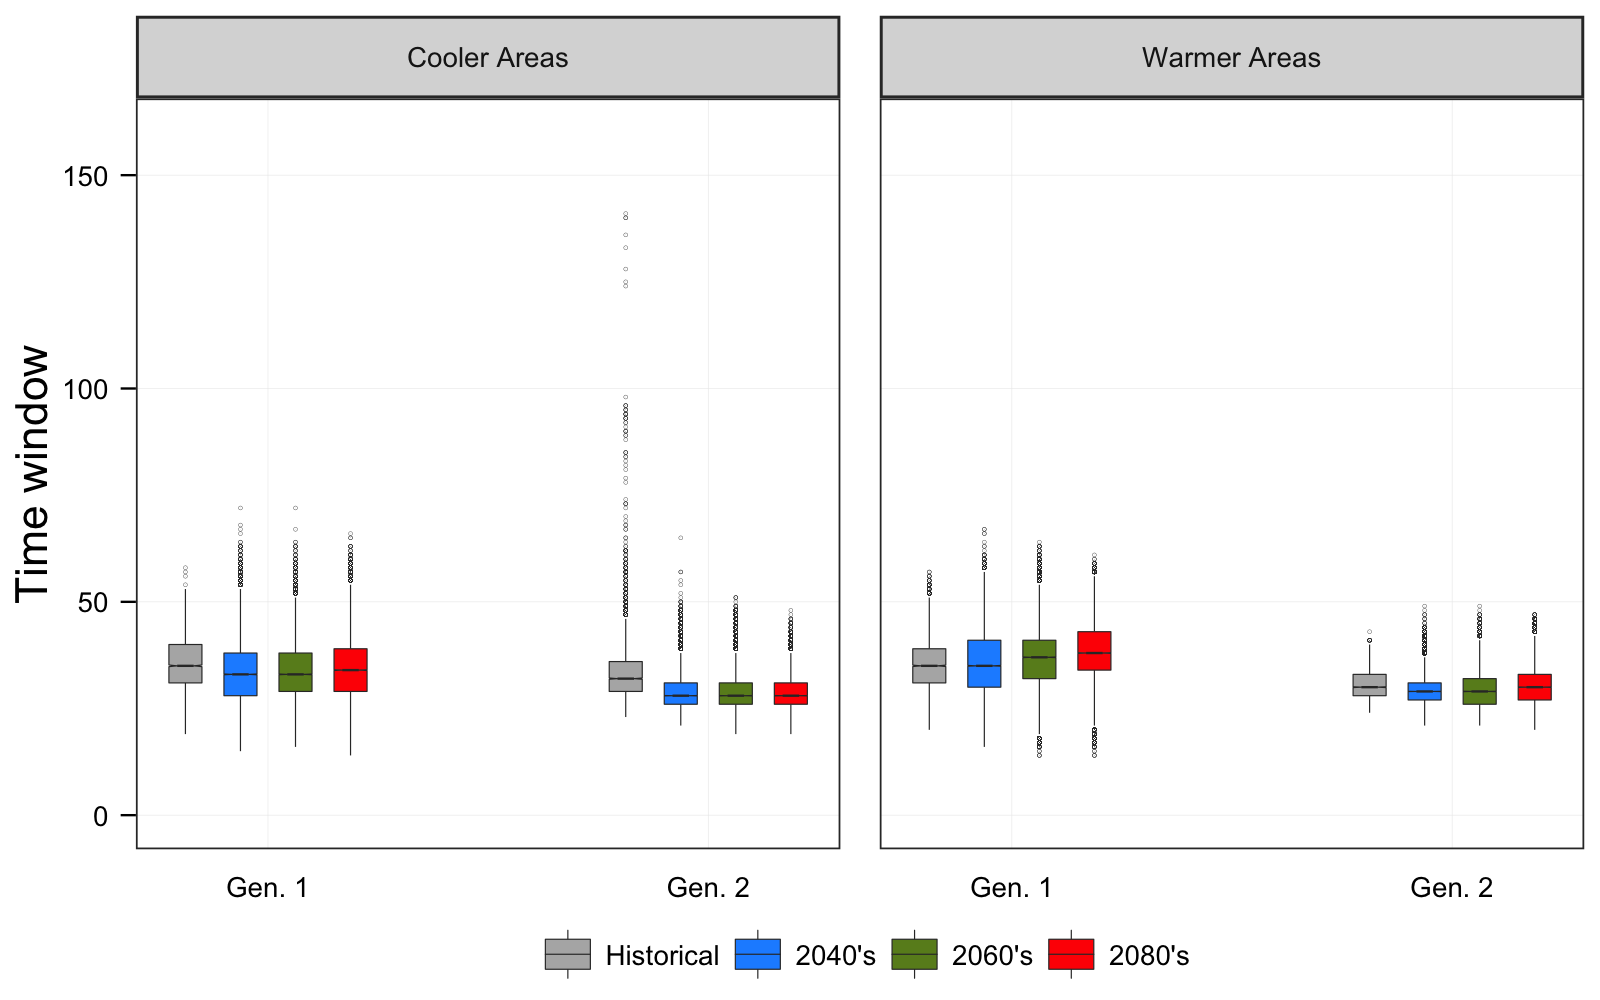 Cooler Areas
Warmer Areas
Time window
150
100
50
0
Gen. 1
Gen. 2
Gen. 1
Gen. 2
Historical
2040's
2060's
2080's